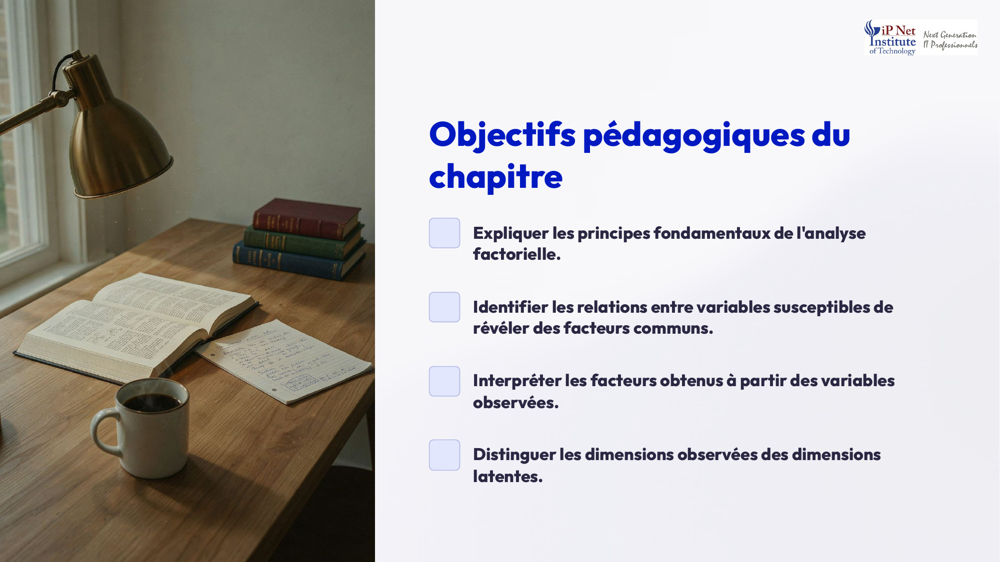 iP Net
Institute
of Technology
Next Generation
IT Professionnels
Objectifs pédagogiques du
chapitre
Expliquer les principes fondamentaux de l'analyse
factorielle.
Identifier les relations entre variables susceptibles de
révéler des facteurs communs.
Interpréter les facteurs obtenus à partir des variables
observées.
Distinguer les dimensions observées des dimensions
latentes.